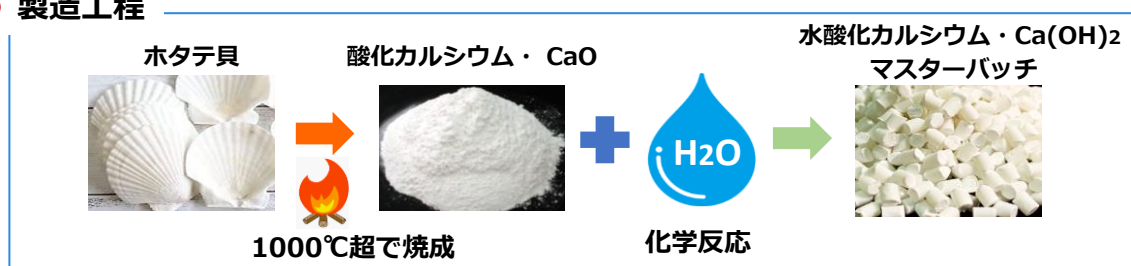 製造工程
ホタテ貝
酸化カルシウム・ CaO
水酸化カルシウム・Ca(OH)2
マスターバッチ
H2O
1000℃超で焼成
化学反応